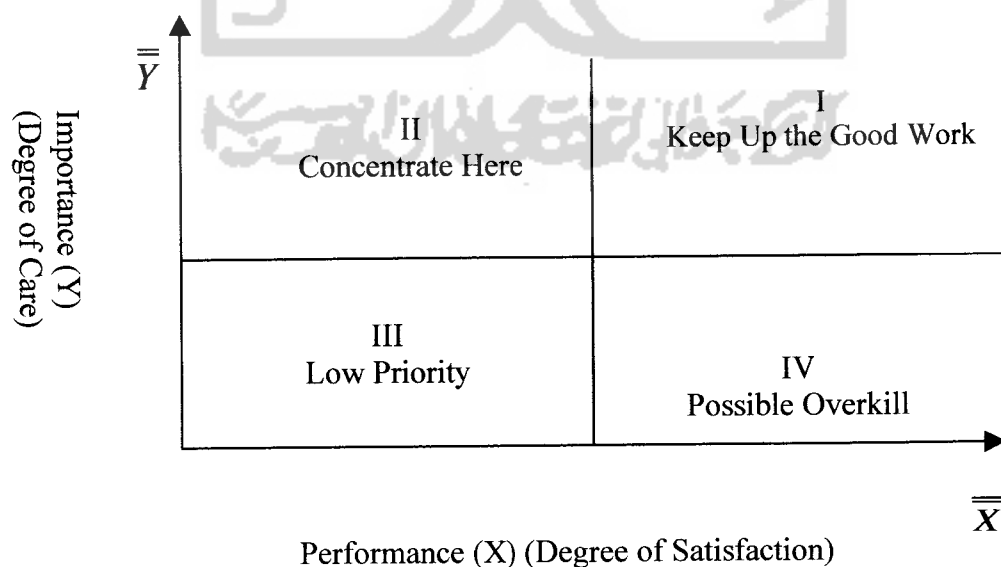 Y
Importance (Y)
(Degree of Care)
II
Concentrate Here
I
Keep Up the Good Work
III
Low Priority
IV
Possible Overkill
X
Performance (X) (Degree of Satisfaction)